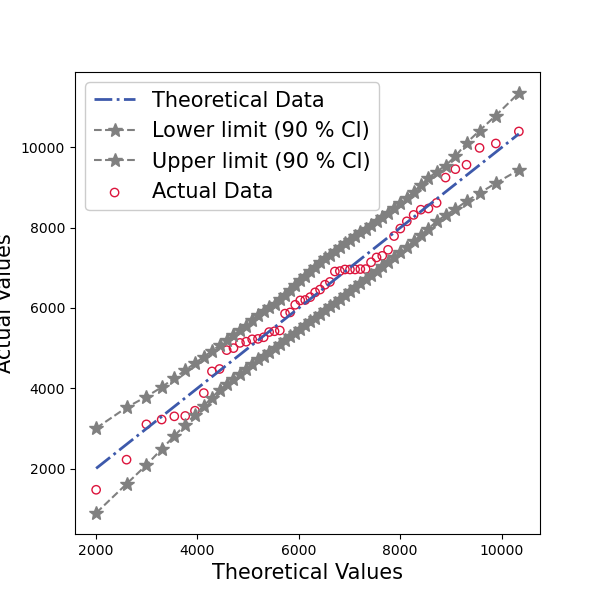 Theoretical Data
Lower limit (90 % CI)
Upper limit (90 % CI)
Actual Data
10000
8000
6000
4000
2000
Actual Values
2000 4000 6000 8000 10000
Theoretical Values